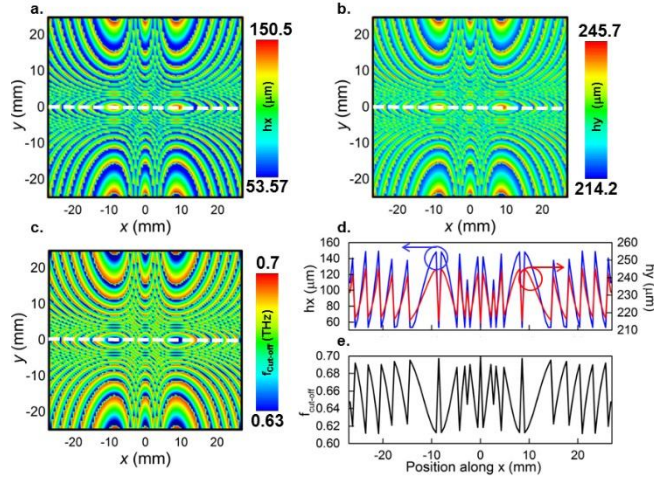 a.
150.5
hx (μm)
53.57
y (mm)
20
10
0
-10
-20
-20 -10 0 10 20
x (mm)
b.
245.7
hy (μm)
214.2
y (mm)
20
10
0
-10
-20
-20 -10 0 10 20
x (mm)
c.
0.7
fCut-off (THz)
0.63
y (mm)
20
10
0
-10
-20
-20 -10 0 10 20
x (mm)
d.
hx (μm)
160
140
120
100
80
60
260
250
240
230
220
210
hy (μm)
e.
fcut-off
0.70
0.68
0.66
0.64
0.62
0.60
-20 -10 0 10 20
Position along x (mm)